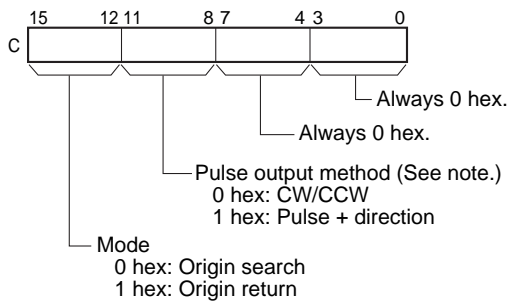 15 12 11 8 7 4 3 0
C
Always 0 hex.
Always 0 hex.
Pulse output method (See note.)
0 hex: CW/CCW
1 hex: Pulse + direction
Mode
0 hex: Origin search
1 hex: Origin return